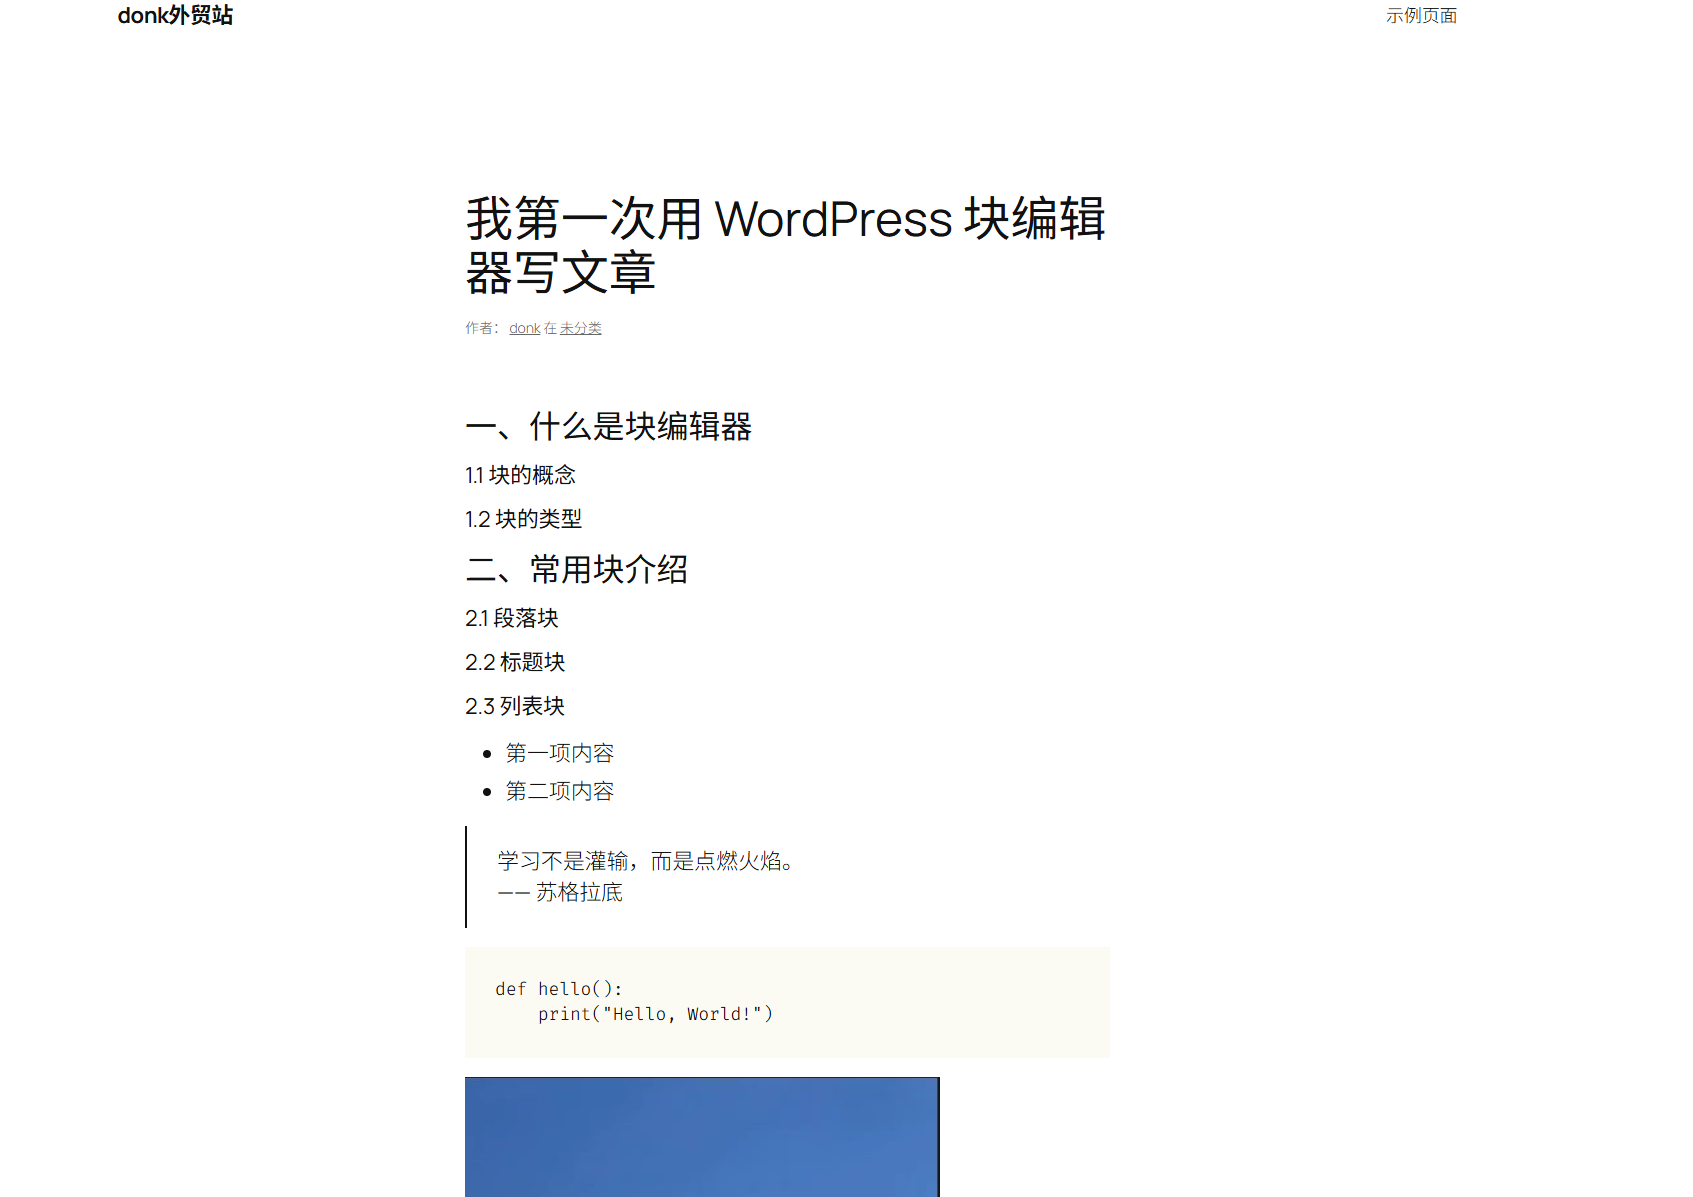 donk外贸站
示例页面
我第一次用 WordPress 块编辑
器写文章
作者： donk 在 未分类
一、什么是块编辑器
1.1 块的概念
1.2 块的类型
二、常用块介绍
2.1 段落块
2.2 标题块
2.3 列表块
第一项内容
第二项内容
学习不是灌输，而是点燃火焰。
—— 苏格拉底
def hello():
    print("Hello, World!")